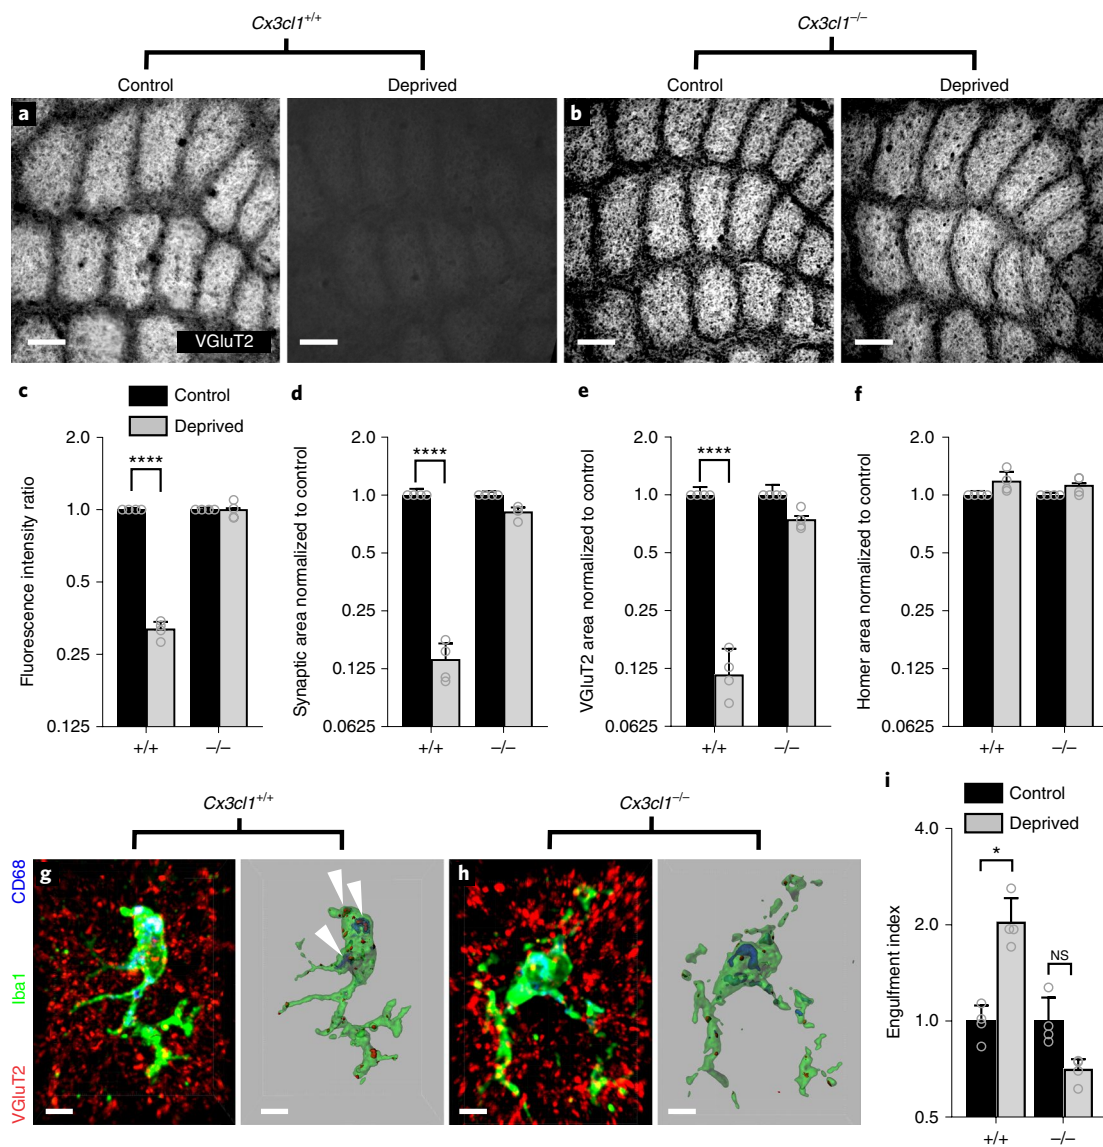 Cx3cl1+/+
Cx3cl1−/−
Control
Deprived
Control
Deprived
a
b
VGluT2
c
Control
Deprived
d
e
f
Fluorescence intensity ratio
2.0
1.0
0.5
0.25
0.125
****
+/+
−/−
Synaptic area normalized to control
2.0
1.0
0.5
0.25
0.125
0.0625
****
+/+
−/−
VGluT2 area normalized to control
2.0
1.0
0.5
0.25
0.125
0.0625
****
+/+
−/−
Homer area normalized to control
2.0
1.0
0.5
0.25
0.125
0.0625
+/+
−/−
Cx3cl1+/+
Cx3cl1−/−
VGluT2 Iba1 CD68
g
h
i
Control
Deprived
Engulfment index
4.0
2.0
1.0
0.5
*
NS
+/+
−/−